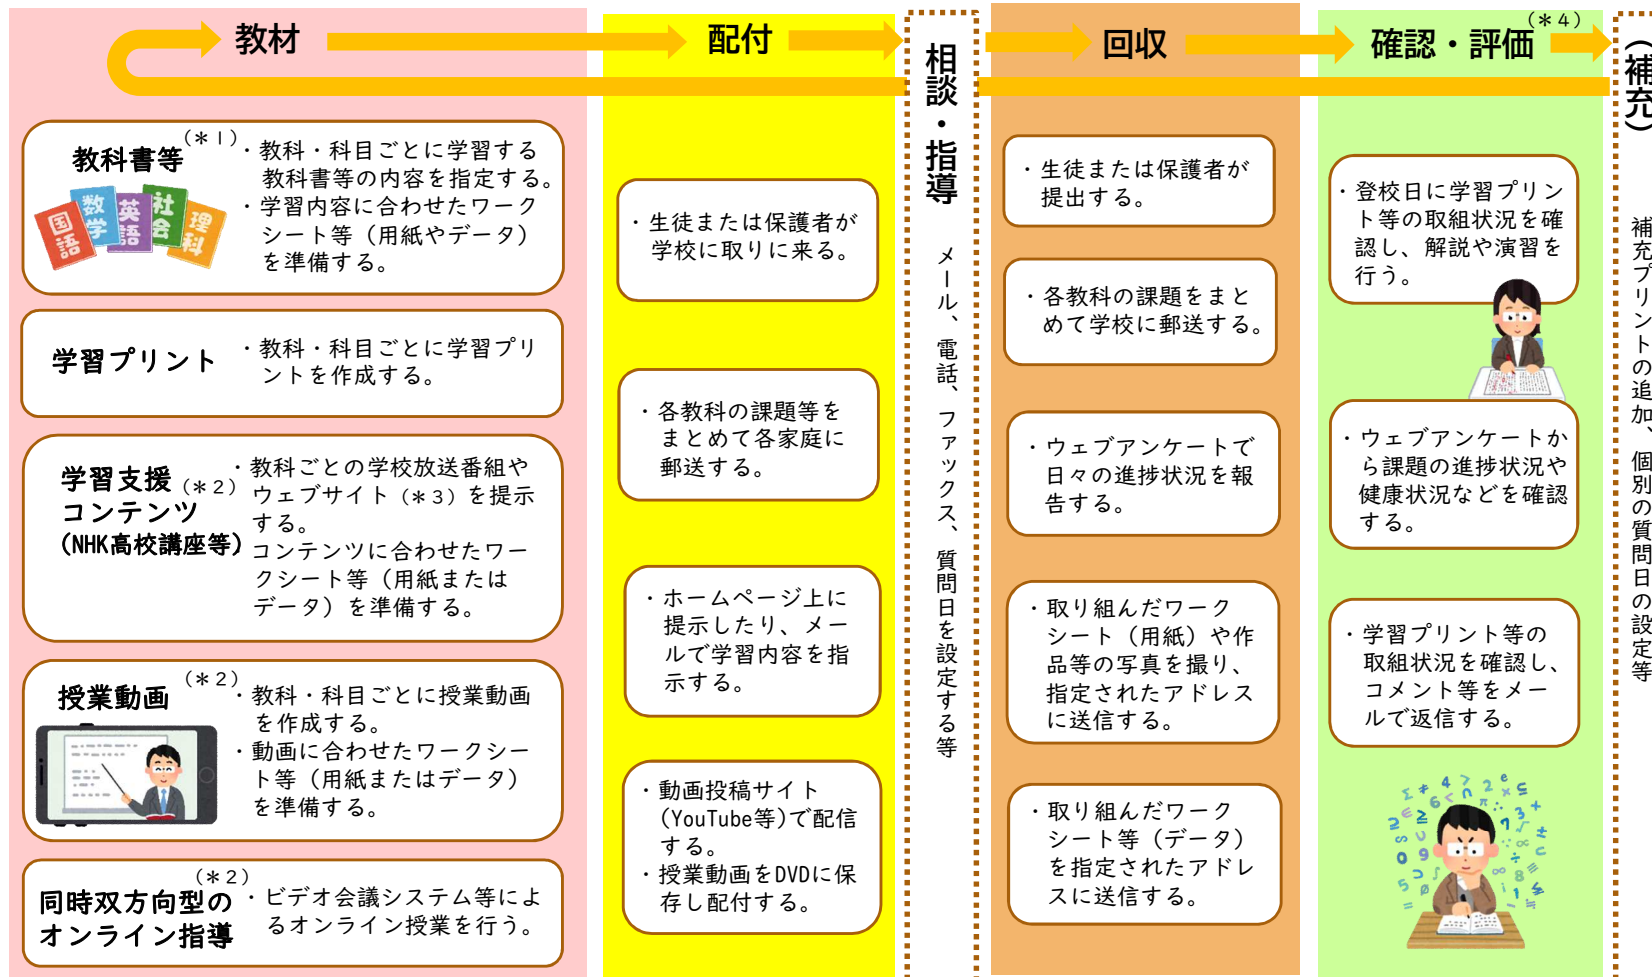 教材
配付
相談・指導
メール、電話、ファックス、質問日を設定する等
回収
確認・評価
(＊４)
(補充)
補充プリントの追加、個別の質問日の設定等
教科書等
(＊１)
国語
数学
英語
社会
理科
・教科・科目ごとに学習する
教科書等の内容を指定する。
・学習内容に合わせたワーク
シート等（用紙やデータ）
を準備する。
学習プリント
・教科・科目ごとに学習プリ
ントを作成する。
学習支援(＊２)
コンテンツ
(NHK高校講座等)
・教科ごとの学校放送番組や
ウェブサイト(＊３)を提示
する。
コンテンツに合わせたワー
クシート等（用紙または
データ）を準備する。
授業動画
(＊２)
・教科・科目ごとに授業動画
を作成する。
・動画に合わせたワークシー
ト等（用紙またはデータ）
を準備する。
(＊２)
同時双方向型の
オンライン指導
・ビデオ会議システム等によ
るオンライン授業を行う。
・生徒または保護者が
学校に取りに来る。
・各教科の課題等を
まとめて各家庭に
郵送する。
・ホームページ上に
提示したり、メー
ルで学習内容を指
示する。
・動画投稿サイト
(YouTube等)で配信
する。
・授業動画をDVDに保
存し配付する。
・生徒または保護者が
提出する。
・各教科の課題をまと
めて学校に郵送する。
・ウェブアンケートで
日々の進捗状況を報
告する。
・取り組んだワーク
シート（用紙）や作
品等の写真を撮り、
指定されたアドレス
に送信する。
・取り組んだワーク
シート等（データ）
を指定されたアドレ
スに送信する。
・登校日に学習プリン
ト等の取組状況を確
認し、解説や演習を
行う。
・ウェブアンケートか
ら課題の進捗状況や
健康状況などを確認
する。
・学習プリント等の
取組状況を確認し、
コメント等をメー
ルで返信する。